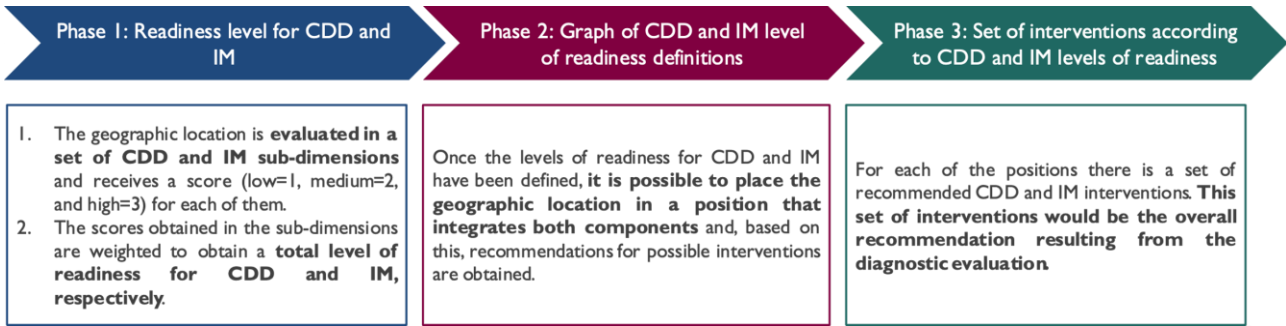 Phase 1: Readiness level for CDD and
IM
Phase 2: Graph of CDD and IM level
of readiness definitions
Phase 3: Set of interventions according
to CDD and IM levels of readiness
1. The geographic location is evaluated in a
set of CDD and IM sub-dimensions
and receives a score (low=1, medium=2,
and high=3) for each of them.
2. The scores obtained in the sub-dimensions
are weighted to obtain a total level of
readiness for CDD and IM,
respectively.
Once the levels of readiness for CDD and IM
have been defined, it is possible to place the
geographic location in a position that
integrates both components and, based on
this, recommendations for possible interventions
are obtained.
For each of the positions there is a set of
recommended CDD and IM interventions. This
set of interventions would be the overall
recommendation resulting from the
diagnostic evaluation.